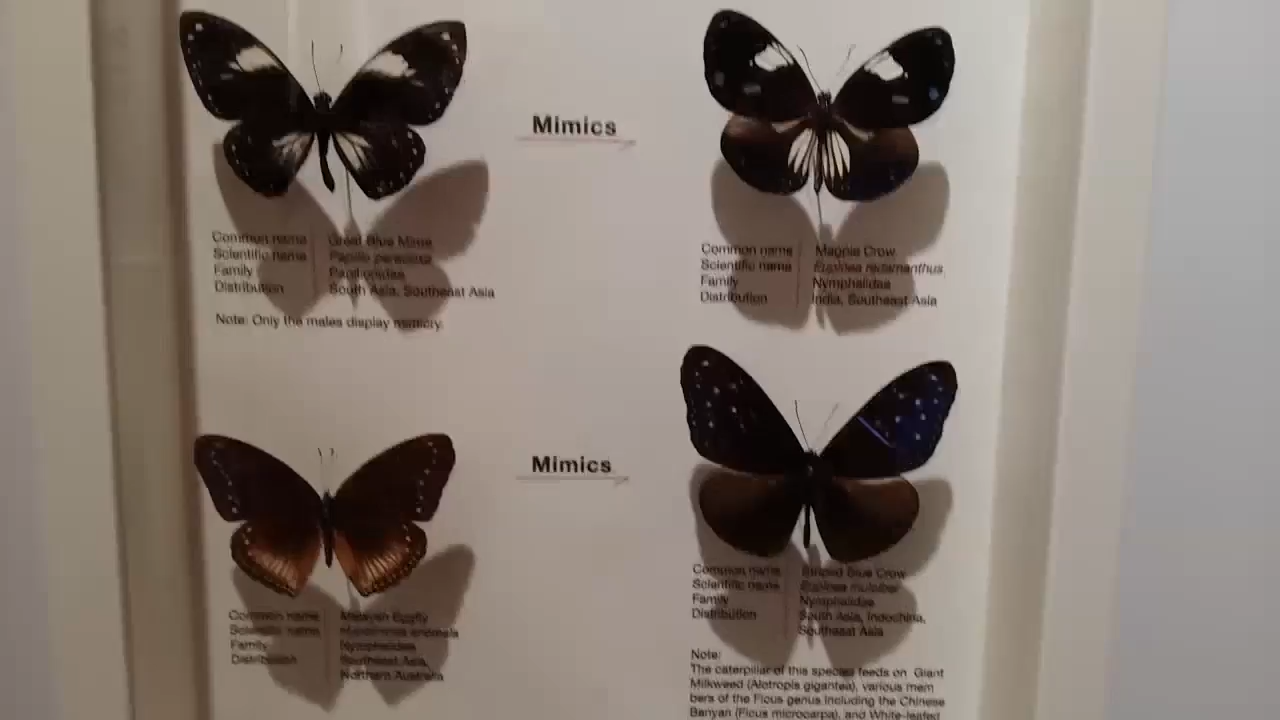 Mimics
Common name Great Blue Mime
Scientific name Papilio paradoxa
Family Papilionidae
Distribution South Asia, Southeast Asia
Note: Only the males display mimicry.
Common name Magpie Crow
Scientific name Euploea radamanthus
Family Nymphalidae
Distribution India, Southeast Asia
Mimics
Common name Malayan Eggfly
Scientific name Hypolimnas anomala
Family Nymphalidae
Distribution Southeast Asia,
Northern Australia
Common name Striped Blue Crow
Scientific name Euploea mulciber
Family Nymphalidae
Distribution South Asia, Indochina,
Southeast Asia
Note:
The caterpillar of this species feeds on Giant
Milkweed (Alotropis gigantea), various mem
bers of the Ficus genus including the Chinese
Banyan (Ficus microcarpa), and White-leafed